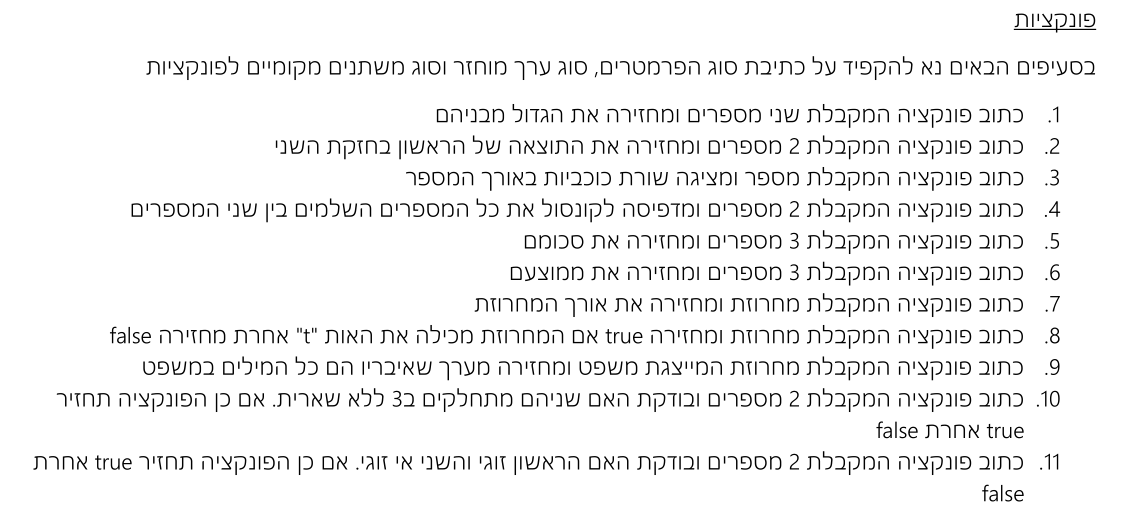 פונקציות
בסעיפים הבאים נא להקפיד על כתיבת סוג הפרמטרים, סוג ערך מוחזר וסוג משתנים מקומיים לפונקציות
1. כתוב פונקציה המקבלת שני מספרים ומחזירה את הגדול מבניהם
2. כתוב פונקציה המקבלת 2 מספרים ומחזירה את התוצאה של הראשון בחזקת השני
3. כתוב פונקציה המקבלת מספר ומציגה שורת כוכביות באורך המספר
4. כתוב פונקציה המקבלת 2 מספרים ומדפיסה לקונסול את כל המספרים השלמים בין שני המספרים
5. כתוב פונקציה המקבלת 3 מספרים ומחזירה את סכומם
6. כתוב פונקציה המקבלת 3 מספרים ומחזירה את ממוצעם
7. כתוב פונקציה המקבלת מחרוזת ומחזירה את אורך המחרוזת
8. כתוב פונקציה המקבלת מחרוזת ומחזירה true אם המחרוזת מכילה את האות "t" אחרת מחזירה false
9. כתוב פונקציה המקבלת מחרוזת המייצגת משפט ומחזירה מערך שאיבריו הם כל המילים במשפט
10. כתוב פונקציה המקבלת 2 מספרים ובודקת האם שניהם מתחלקים ב3 ללא שארית. אם כן הפונקציה תחזיר
true אחרת false
11. כתוב פונקציה המקבלת 2 מספרים ובודקת האם הראשון זוגי והשני אי זוגי. אם כן הפונקציה תחזיר true אחרת
false